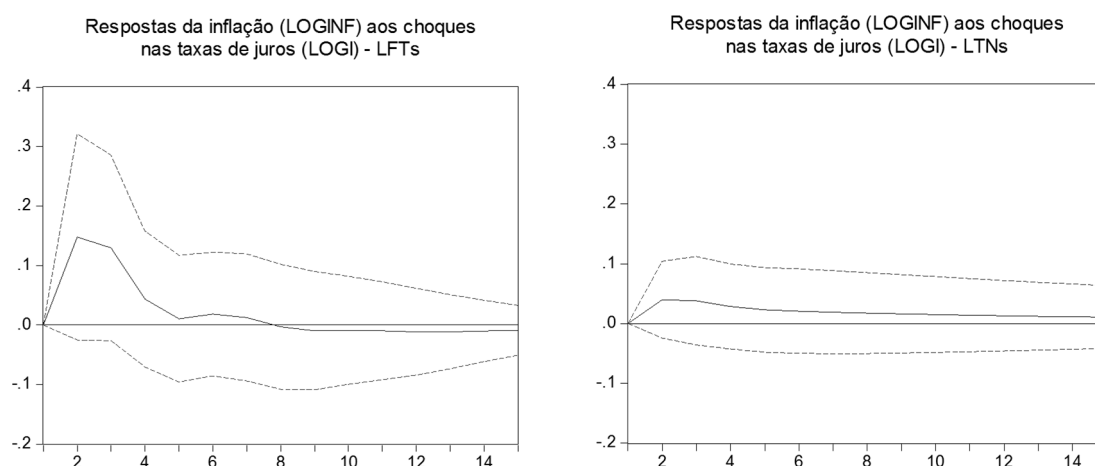 Respostas da inflação (LOGINF) aos choques
nas taxas de juros (LOGI) - LFTs
.4
.3
.2
.1
.0
-.1
-.2
2 4 6 8 10 12 14
Respostas da inflação (LOGINF) aos choques
nas taxas de juros (LOGI) - LTNs
.4
.3
.2
.1
.0
-.1
-.2
2 4 6 8 10 12 14